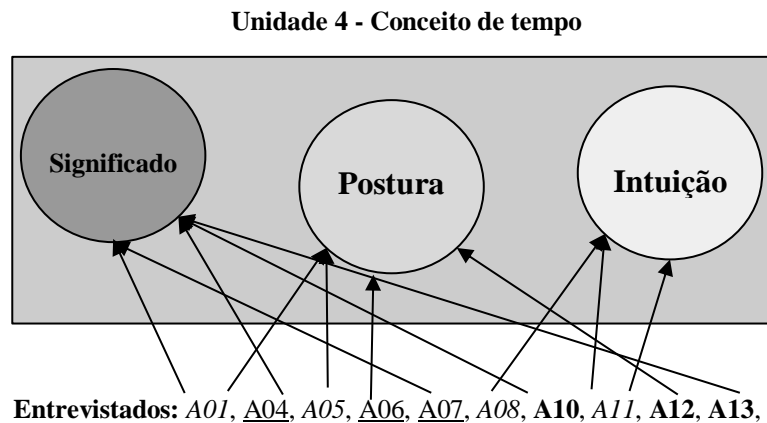 Unidade 4 - Conceito de tempo
Significado
Postura
Intuição
Entrevistados: A01, A04, A05, A06, A07, A08, A10, A11, A12, A13,